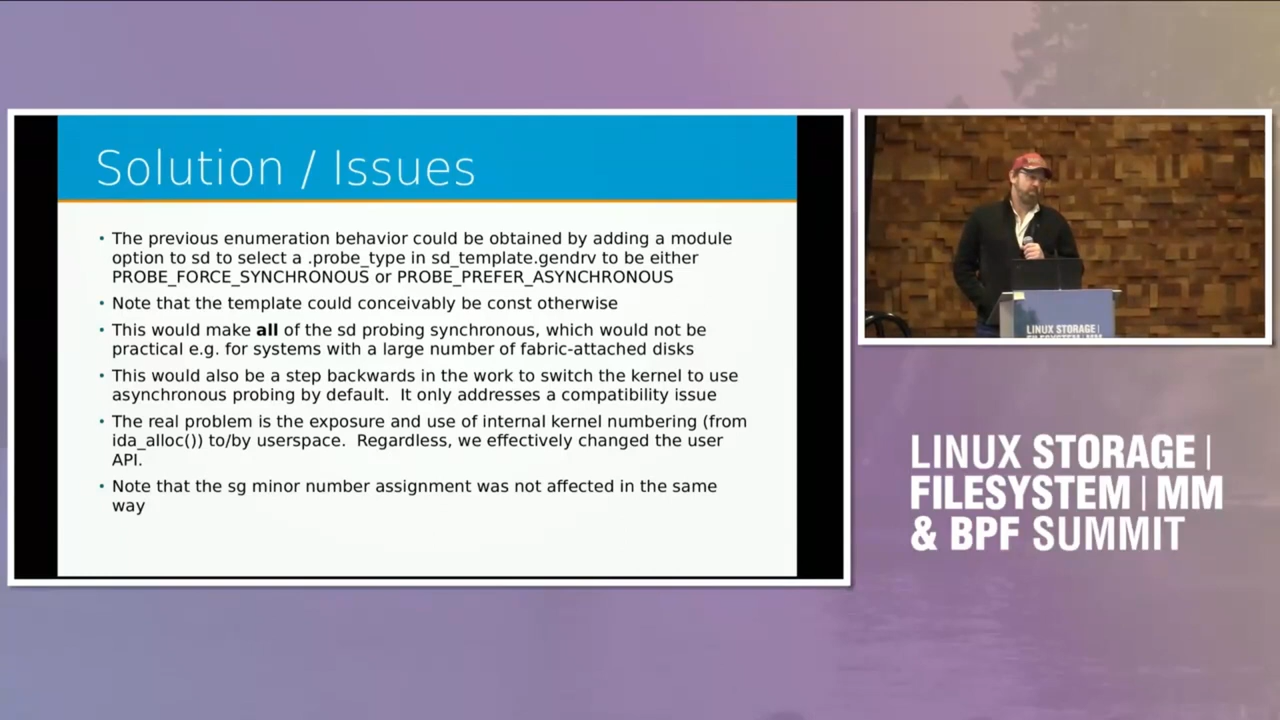 Solution / Issues
• The previous enumeration behavior could be obtained by adding a module
option to sd to select a .probe_type in sd_template.gendrv to be either
PROBE_FORCE_SYNCHRONOUS or PROBE_PREFER_ASYNCHRONOUS
• Note that the template could conceivably be const otherwise
• This would make all of the sd probing synchronous, which would not be
practical e.g. for systems with a large number of fabric-attached disks
• This would also be a step backwards in the work to switch the kernel to use
asynchronous probing by default.  It only addresses a compatibility issue
• The real problem is the exposure and use of internal kernel numbering (from
ida_alloc()) to/by userspace.  Regardless, we effectively changed the user
API.
• Note that the sg minor number assignment was not affected in the same
way
LINUX STORAGE |
FILESYSTEM | MM
LINUX STORAGE |
FILESYSTEM | MM
& BPF SUMMIT